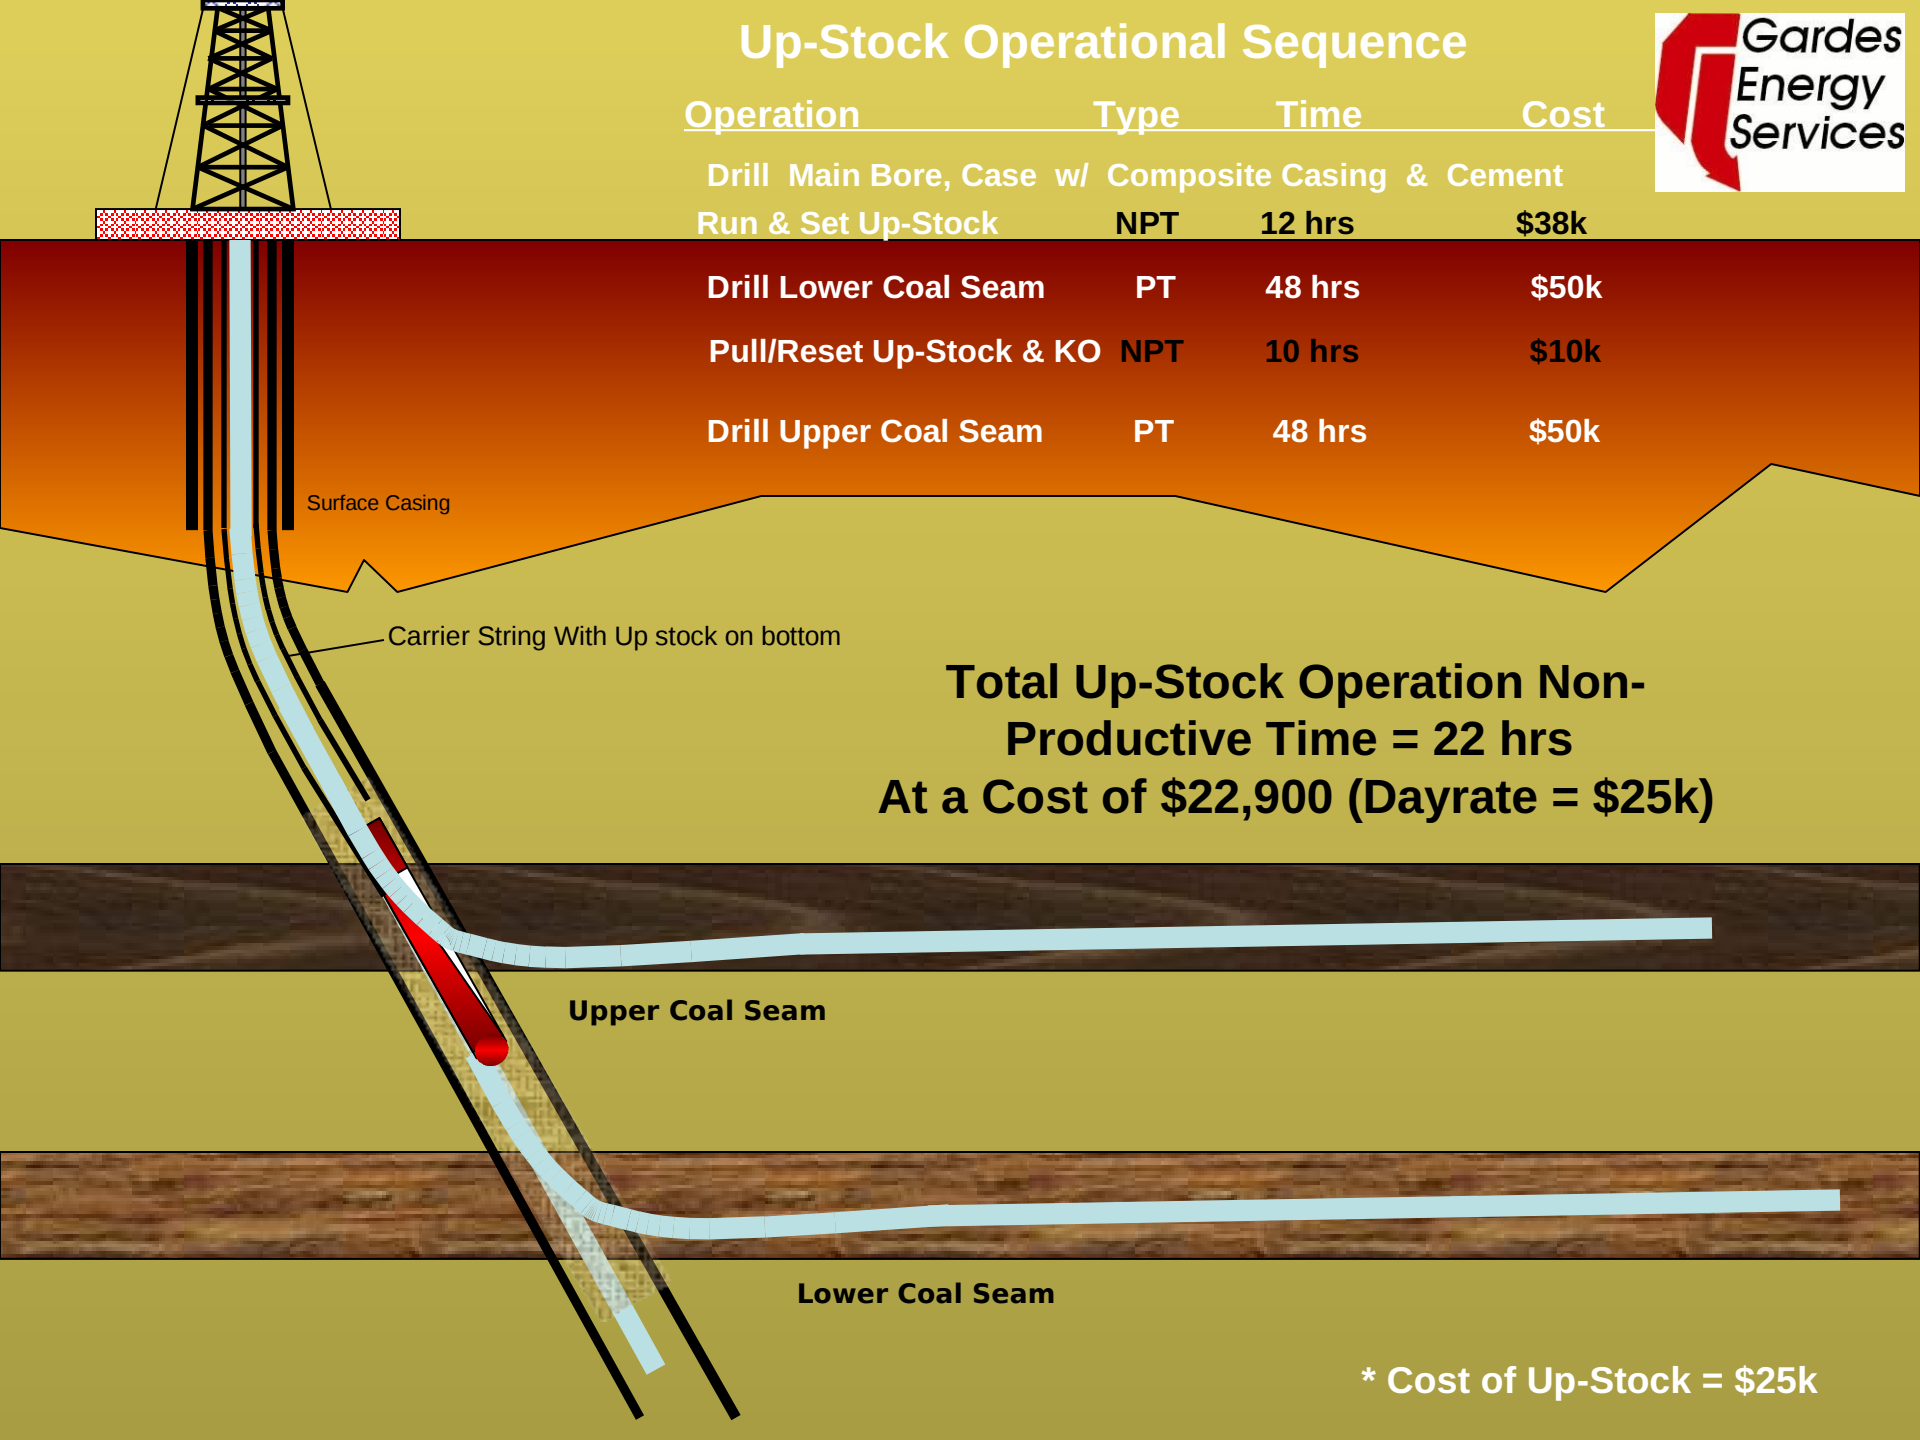 Up-Stock Operational Sequence
Gardes
Energy
Services
Operation Type Time Cost
Drill Main Bore, Case w/ Composite Casing & Cement
Run & Set Up-Stock NPT 12 hrs $38k
Drill Lower Coal Seam PT 48 hrs $50k
Pull/Reset Up-Stock & KO NPT 10 hrs $10k
Drill Upper Coal Seam PT 48 hrs $50k
Surface Casing
Carrier String With Up stock on bottom
Total Up-Stock Operation Non-
Productive Time = 22 hrs
At a Cost of $22,900 (Dayrate = $25k)
Upper Coal Seam
Lower Coal Seam
* Cost of Up-Stock = $25k